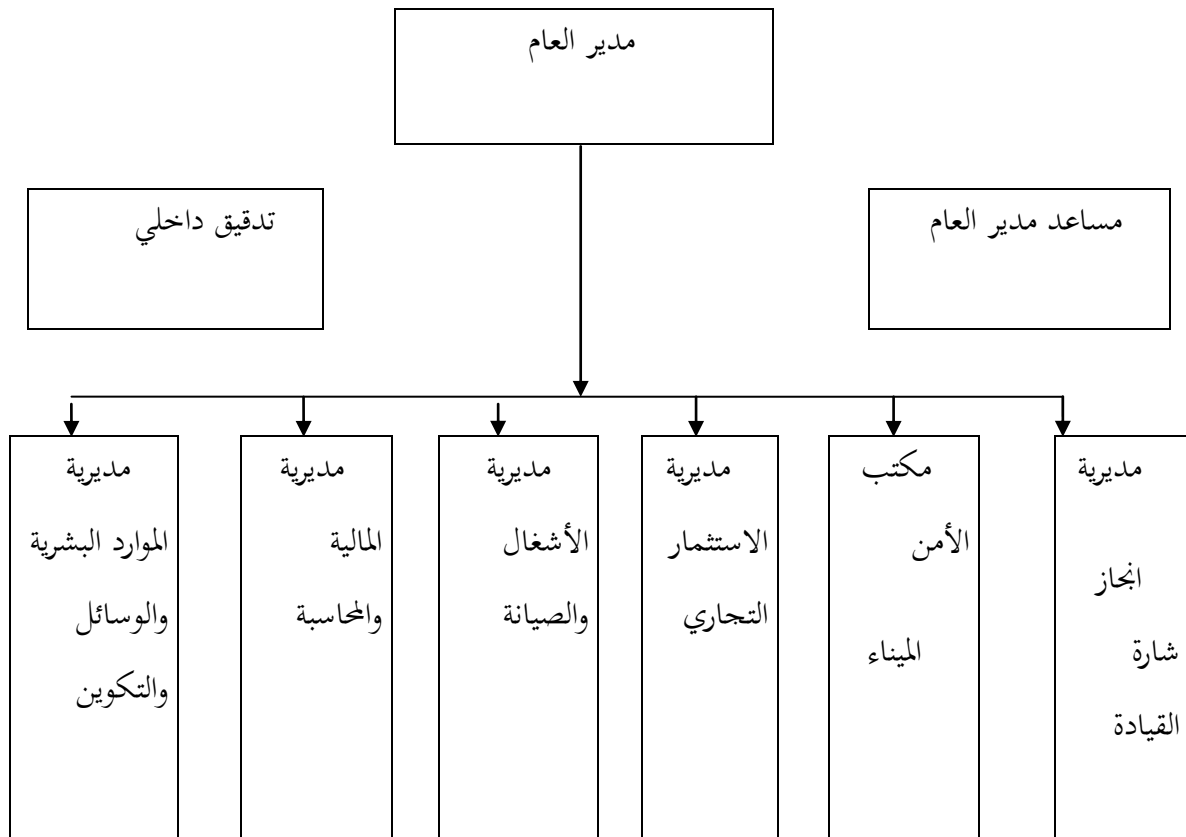 مدير العام
مساعد مدير العام
تدقيق داخلي
مديرية
انجاز
شارة
القيادة
مكتب
الأمن
الميناء
مديرية
الاستثمار
التجاري
مديرية
الأشغال
والصيانة
مديرية
المالية
والمحاسبة
مديرية
الموارد البشرية
والوسائل
والتكوين